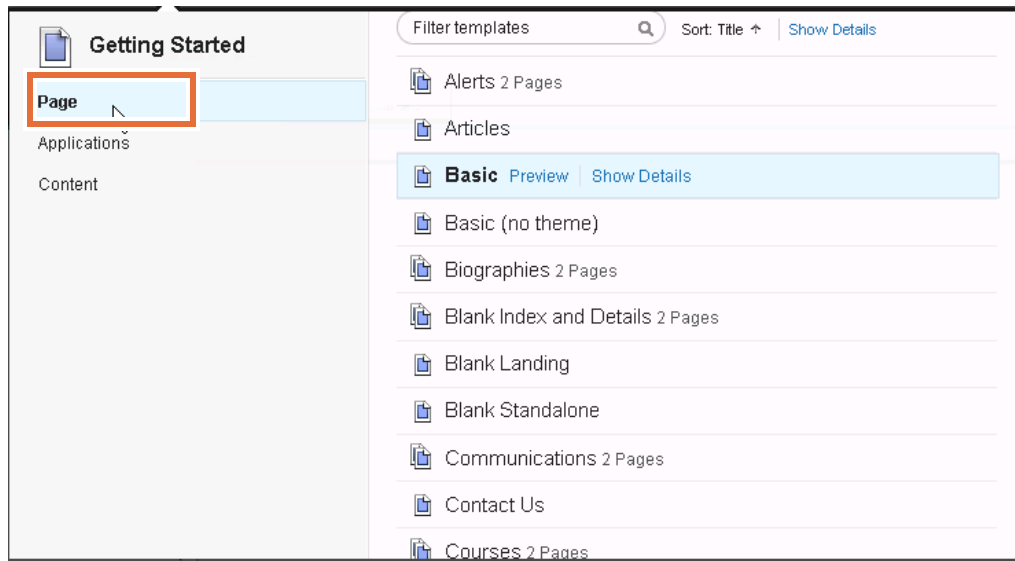 Getting Started
Page
Applications
Content
Filter templates Sort: Title ↑ Show Details
Alerts 2 Pages
Articles
Basic Preview Show Details
Basic (no theme)
Biographies 2 Pages
Blank Index and Details 2 Pages
Blank Landing
Blank Standalone
Communications 2 Pages
Contact Us
Courses 2 Pages